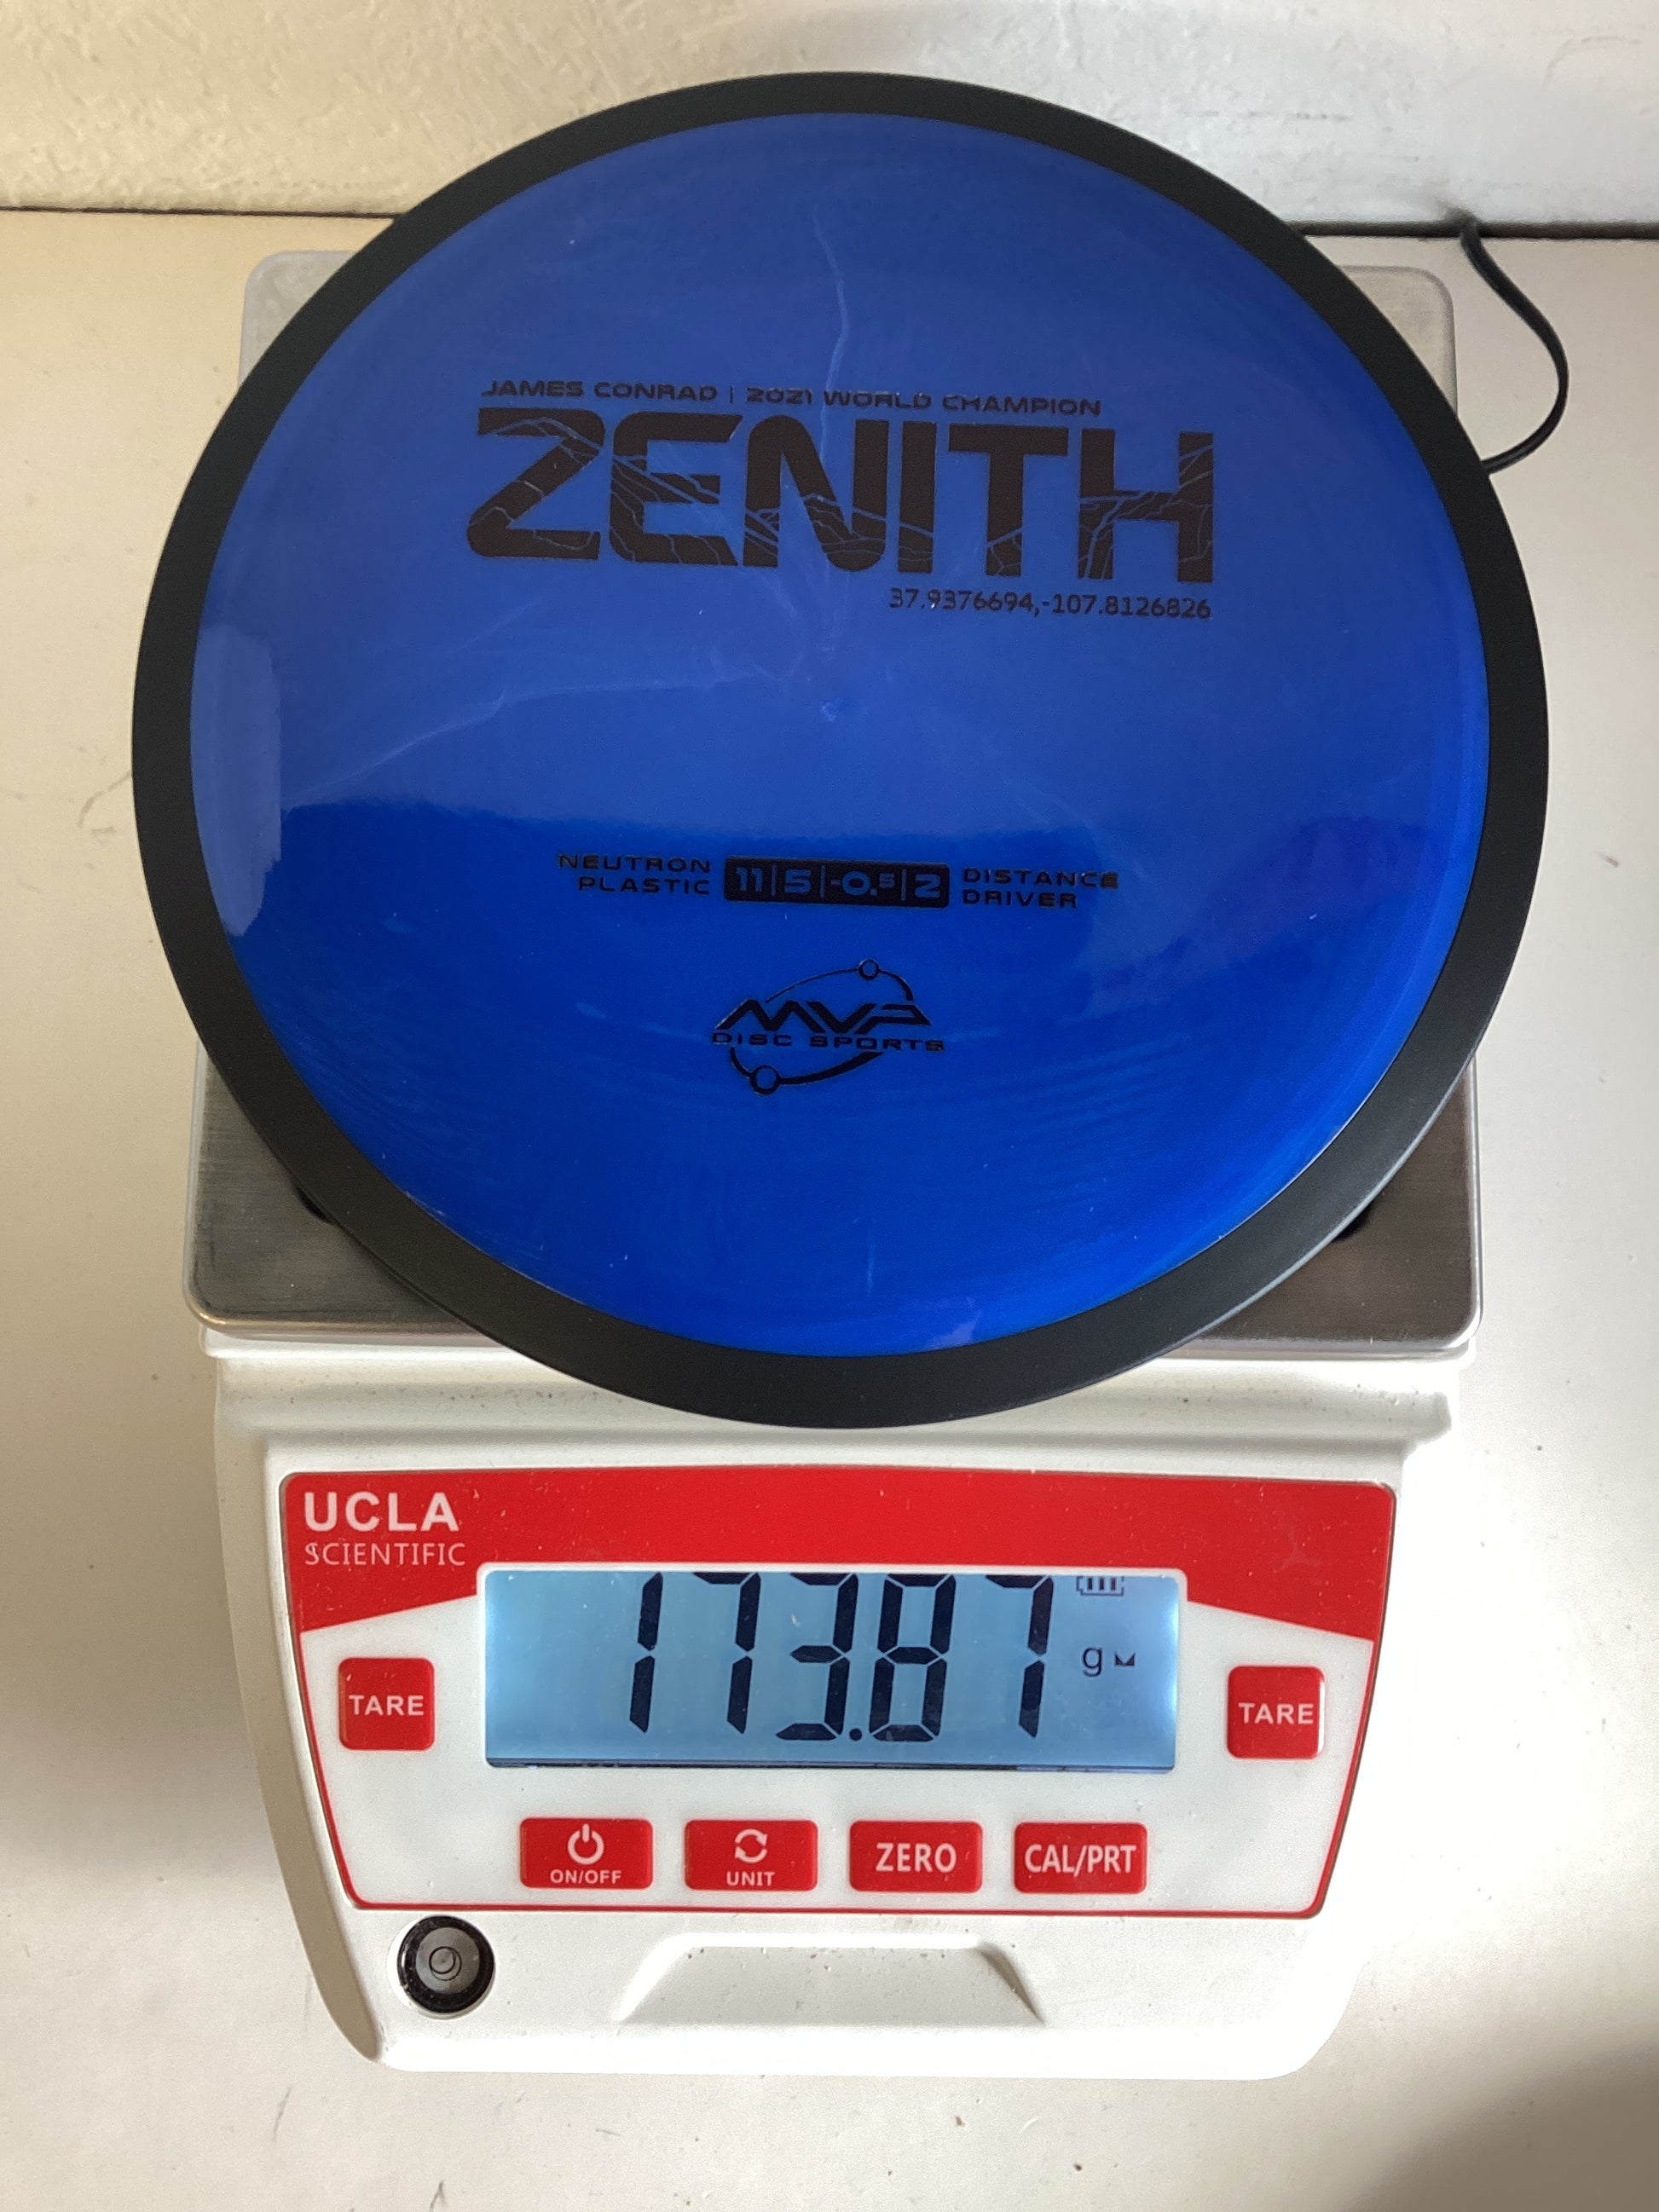 JAMES CONRAD | 2021 WORLD CHAMPION
ZENITH
37.9376694,-107.8126826
NEUTRON PLASTIC
11|5|-0.5|2
DISTANCE DRIVER
MVP
DISC SPORTS
UCLA
SCIENTIFIC
173.87 g
TARE
TARE
ON/OFF
UNIT
ZERO
CAL/PRT